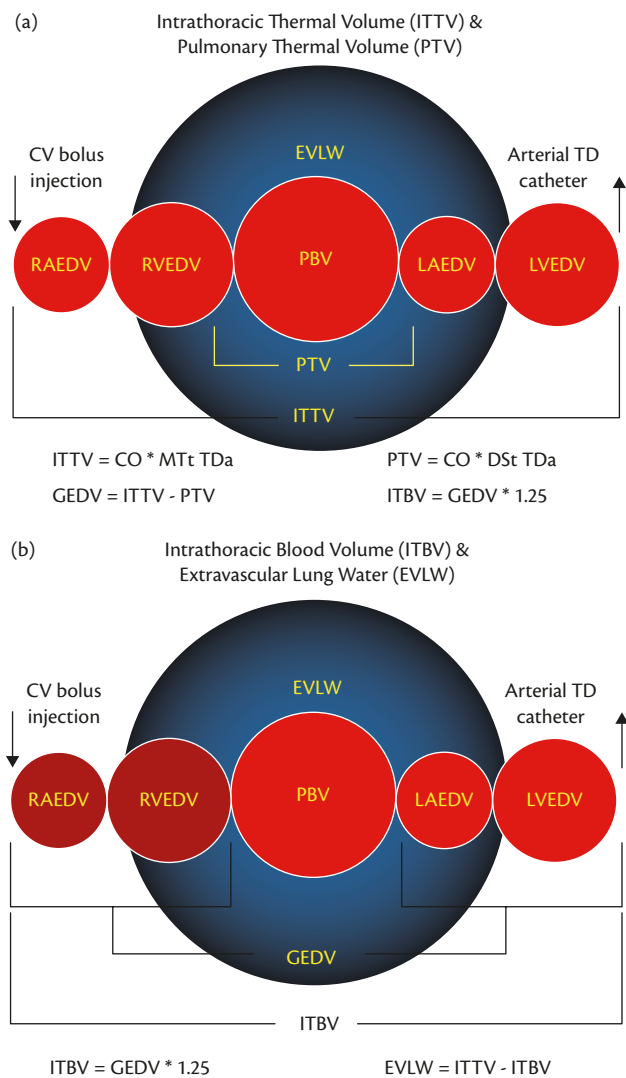 (a)
Intrathoracic Thermal Volume (ITTV) &
Pulmonary Thermal Volume (PTV)
EVLW
CV bolus
injection
Arterial TD
catheter
RAEDV
RVEDV
PBV
LAEDV
LVEDV
PTV
ITTV
ITTV = CO * MTt TDa
PTV = CO * DSt TDa
GEDV = ITTV - PTV
ITBV = GEDV * 1.25
(b)
Intrathoracic Blood Volume (ITBV) &
Extravascular Lung Water (EVLW)
EVLW
CV bolus
injection
Arterial TD
catheter
RAEDV
RVEDV
PBV
LAEDV
LVEDV
GEDV
ITBV
ITBV = GEDV * 1.25
EVLW = ITTV - ITBV